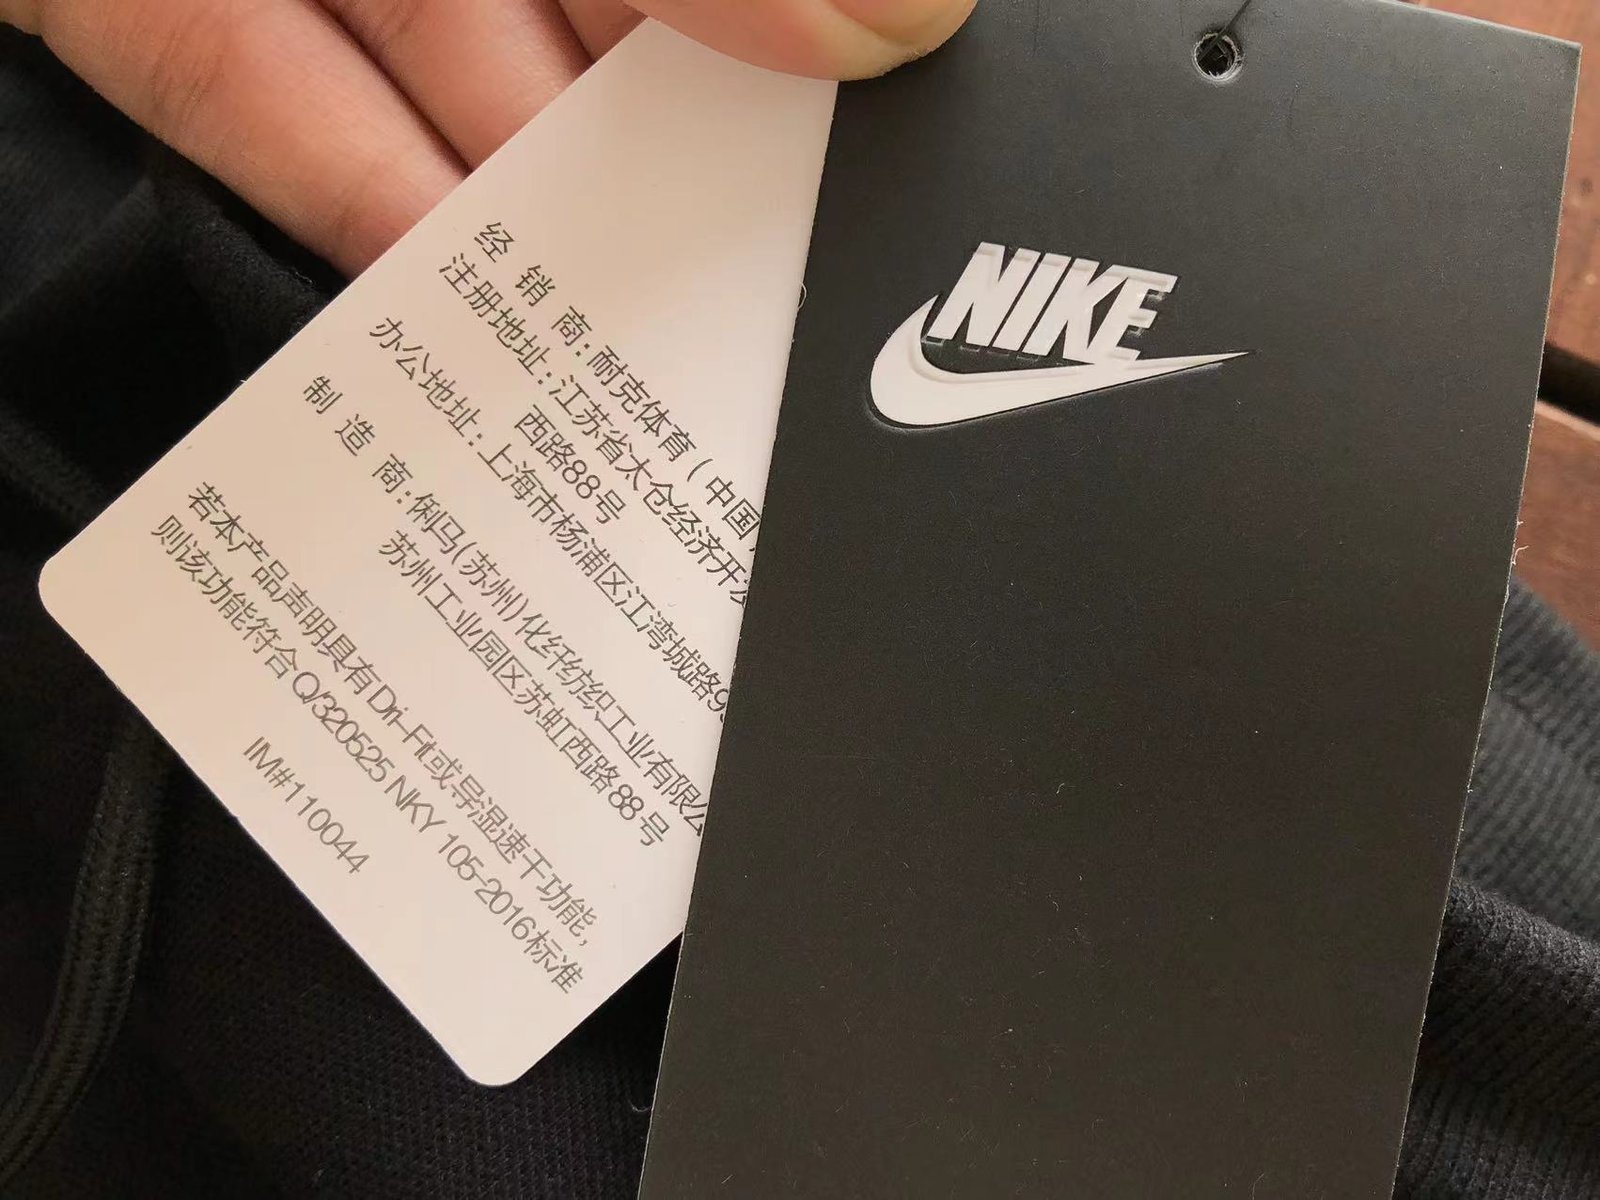 经 销 商：耐克体育（中国
注册地址：江苏省太仓经济开
西路88号
办公地址：上海市杨浦区江湾城路9
制 造 商：俐马(苏州)化纤纺织工业有限公
苏州工业园区苏虹西路88号
若本产品声明具有Dri-Fit或导湿速干功能，
则该功能符合Q/320525 NKY 105-2016标准
IM#110044
NIKE